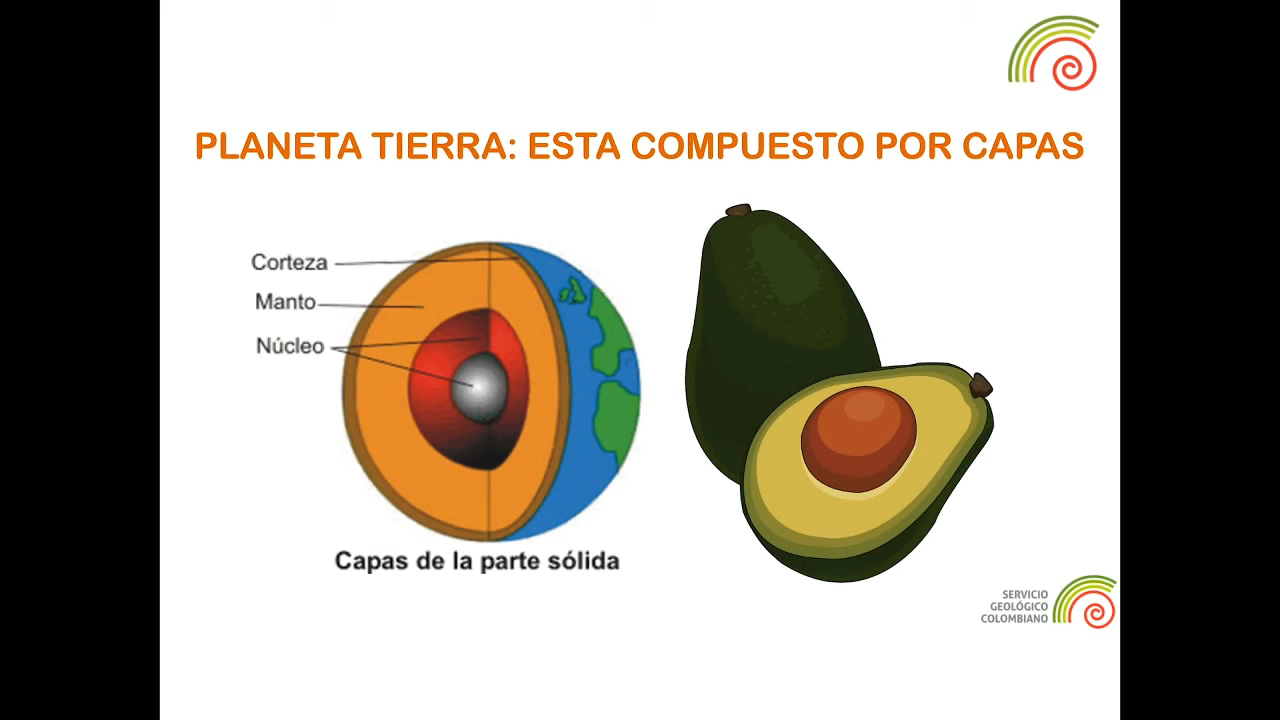 PLANETA TIERRA: ESTA COMPUESTO POR CAPAS
Corteza
Manto
Núcleo
Capas de la parte sólida
SERVICIO
GEOLÓGICO
COLOMBIANO